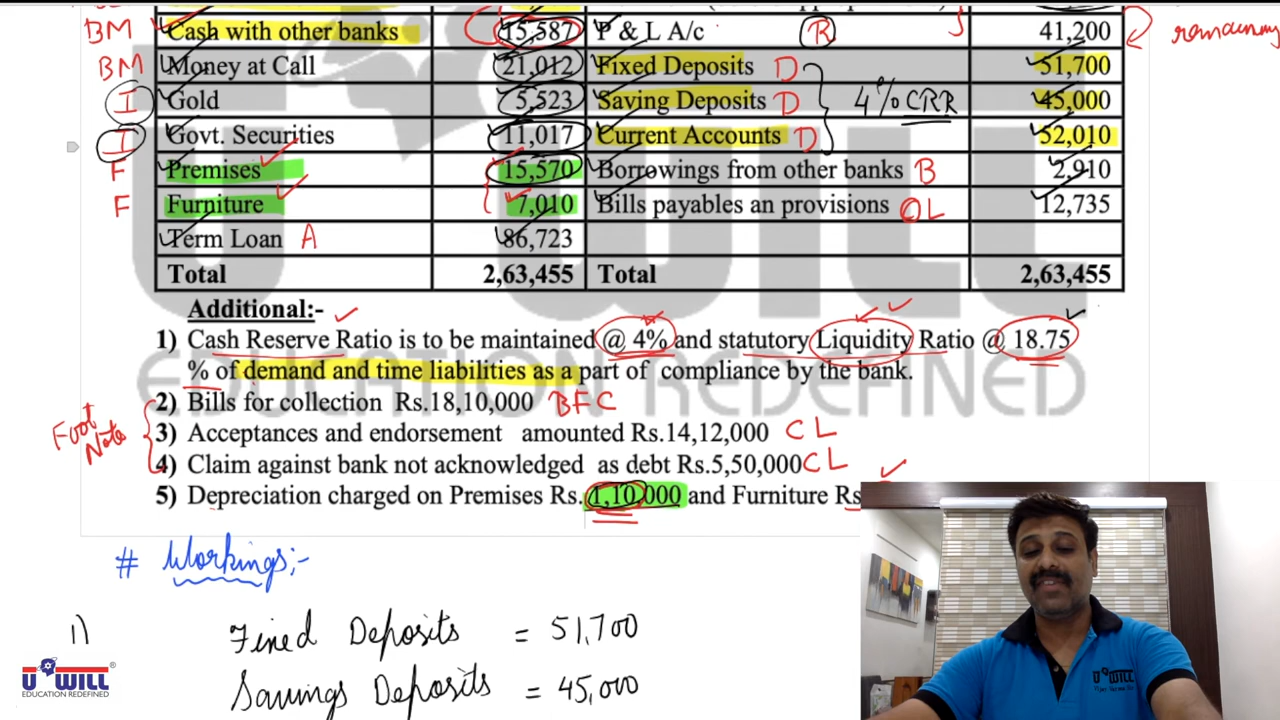 BM Cash with other banks 15,587 P & L A/c R 41,200 remaining
BM Money at Call 21,012 Fixed Deposits D 51,700
I Gold 5,523 Saving Deposits D 4% CRR 45,000
I Govt. Securities 11,017 Current Accounts D 52,010
F Premises 15,570 Borrowings from other banks B 2,910
F Furniture 7,010 Bills payables an provisions OL 12,735
Term Loan A 86,723
Total 2,63,455 Total 2,63,455
Additional:-
1) Cash Reserve Ratio is to be maintained @ 4% and statutory Liquidity Ratio @ 18.75
% of demand and time liabilities as a part of compliance by the bank.
2) Bills for collection Rs.18,10,000 BFC
Foot Note
3) Acceptances and endorsement amounted Rs.14,12,000 CL
4) Claim against bank not acknowledged as debt Rs.5,50,000 CL
5) Depreciation charged on Premises Rs. 1,10,000 and Furniture Rs
# Workings:-
1) Fixed Deposits = 51,700
Savings Deposits = 45,000
U WILL
EDUCATION REDEFINED
U WILL
EDUCATION REDEFINED
U WILL